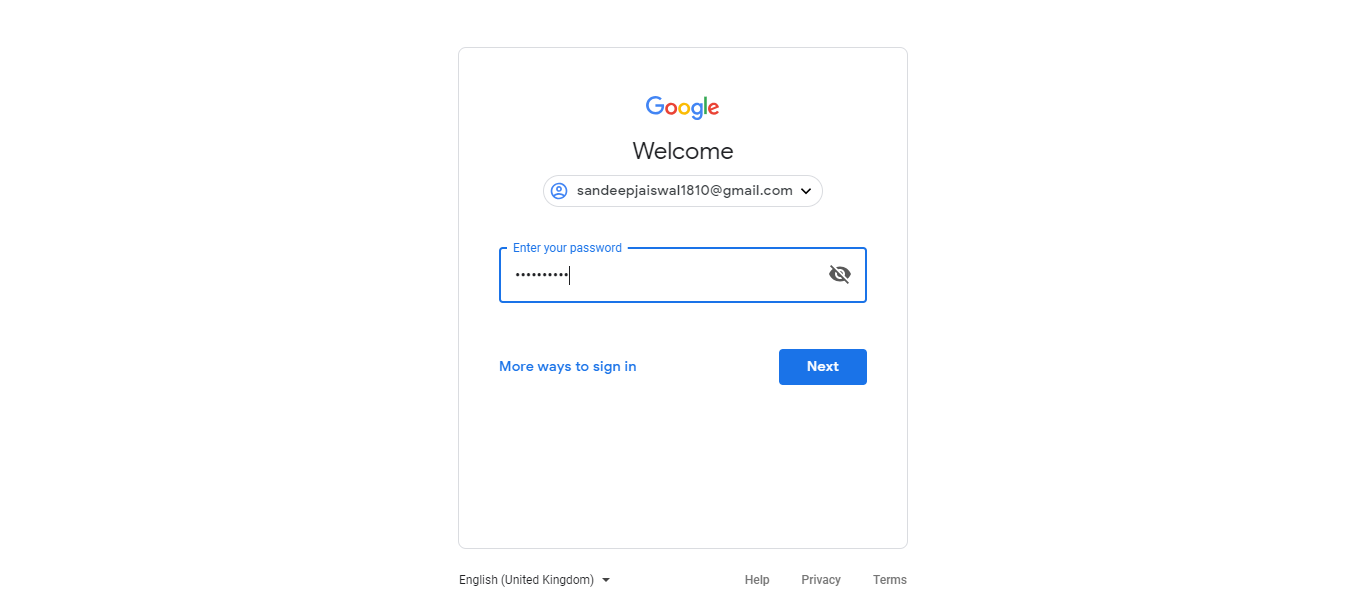 Google
Welcome
sandeepjaiswal1810@gmail.com
Enter your password
••••••••••
More ways to sign in
Next
English (United Kingdom)
Help
Privacy
Terms